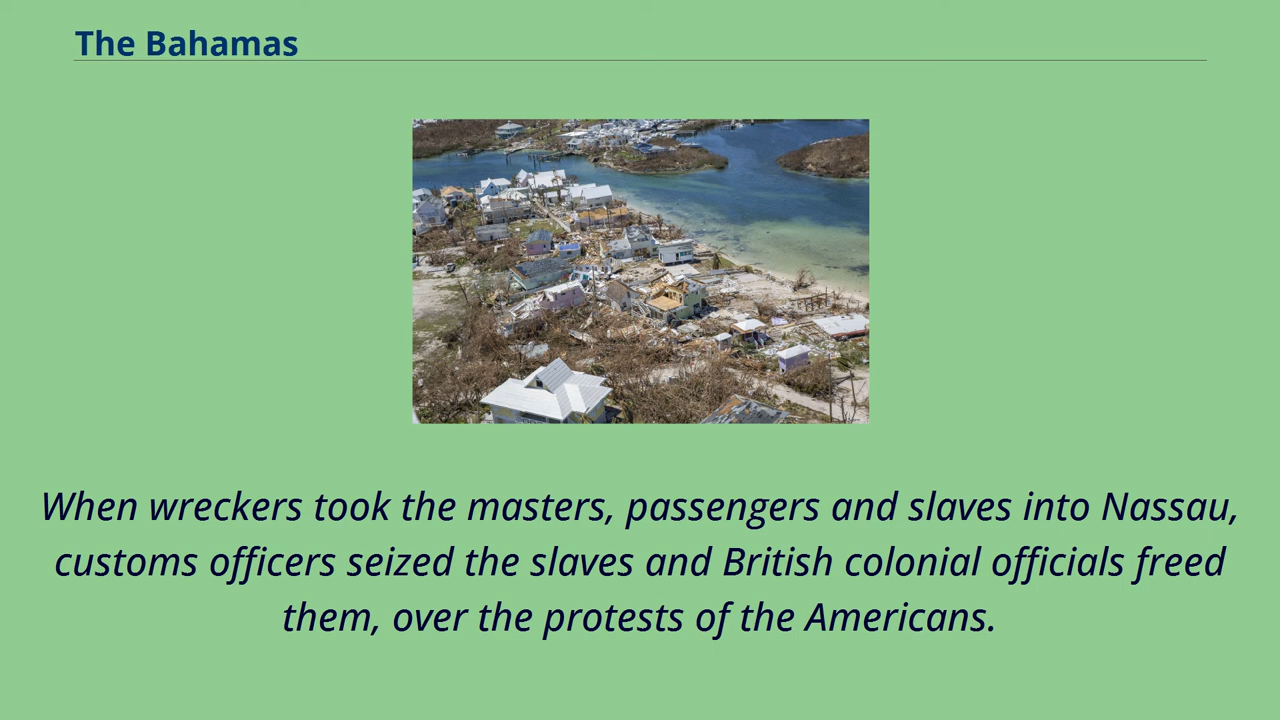 The Bahamas
When wreckers took the masters, passengers and slaves into Nassau,
customs officers seized the slaves and British colonial officials freed
them, over the protests of the Americans.